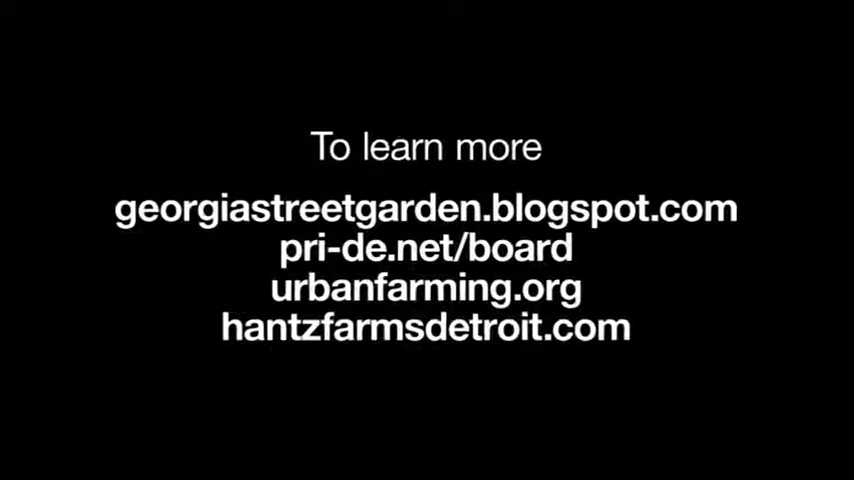 To learn more
georgiastreetgarden.blogspot.com
pri-de.net/board
urbanfarming.org
hantzfarmsdetroit.com